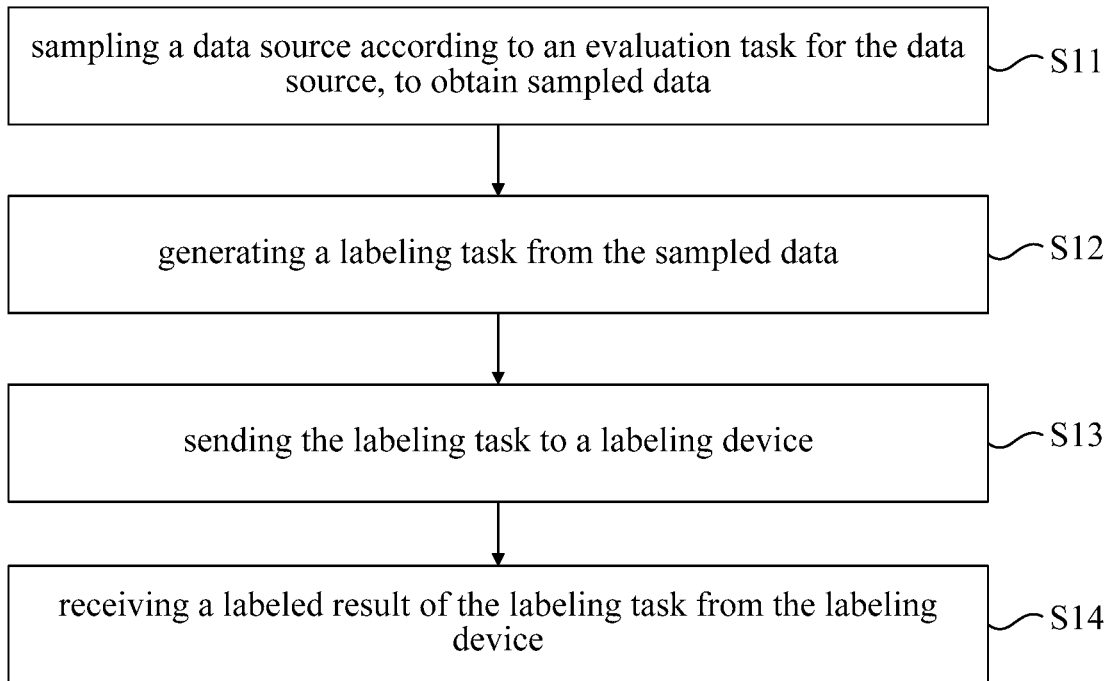 sampling a data source according to an evaluation task for the data
source, to obtain sampled data
S11
generating a labeling task from the sampled data
S12
sending the labeling task to a labeling device
S13
receiving a labeled result of the labeling task from the labeling
device
S14